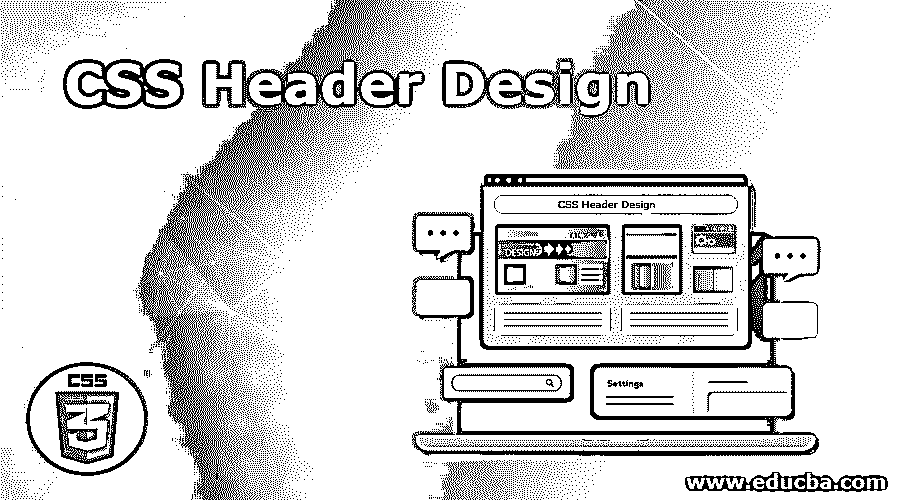 CSS Header Design
CSS Header Design
DESIGN
Settings
CSS
3
www.educba.com